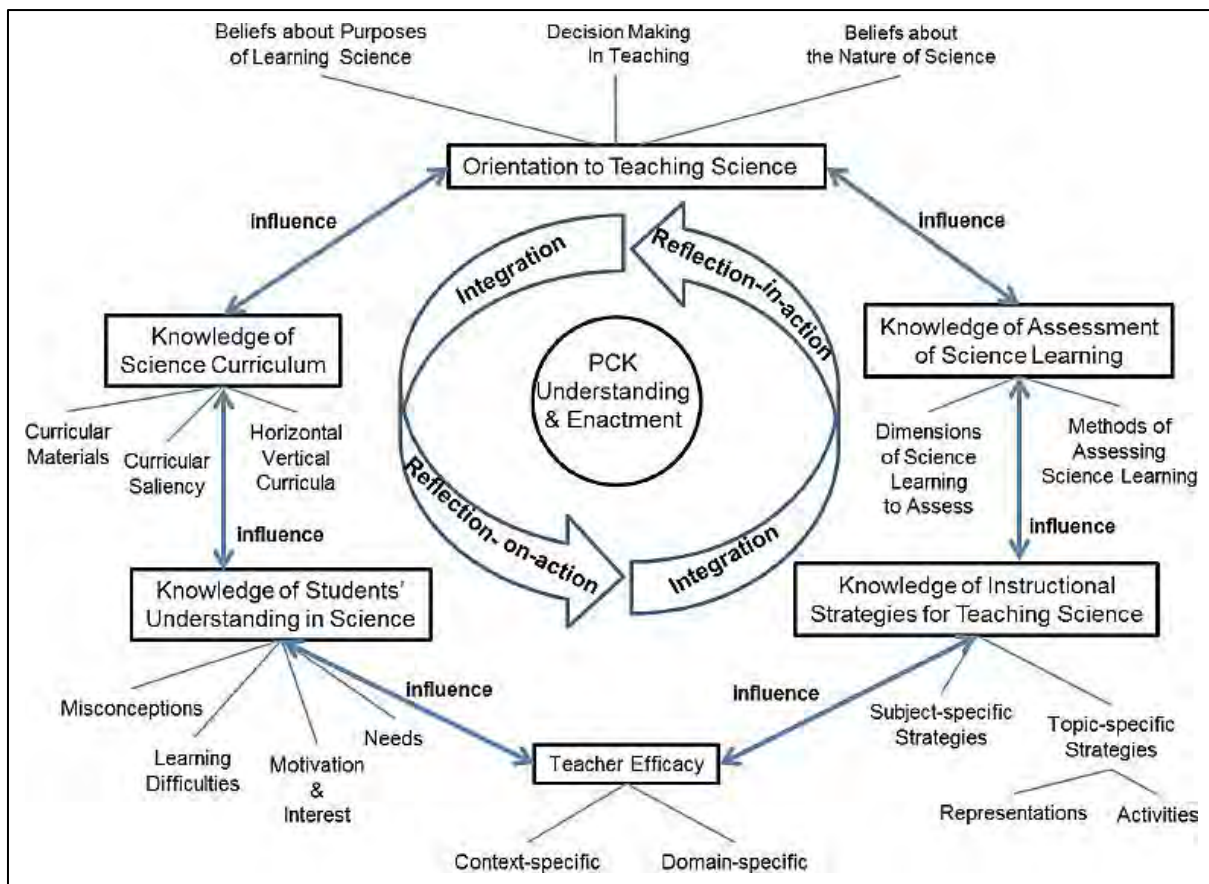 Beliefs about Purposes
of Learning Science
Decision Making
In Teaching
Beliefs about
the Nature of Science
Orientation to Teaching Science
influence
influence
Integration
Reflection-in-action
Knowledge of
Science Curriculum
PCK
Understanding
& Enactment
Knowledge of Assessment
of Science Learning
Curricular
Materials
Curricular
Saliency
Horizontal
Vertical
Curricula
Dimensions
of Science
Learning
to Assess
Methods of
Assessing
Science Learning
influence
influence
Reflection- on-action
Integration
Knowledge of Students'
Understanding in Science
Knowledge of Instructional
Strategies for Teaching Science
Misconceptions
Learning
Difficulties
Motivation
&
Interest
Needs
influence
influence
Subject-specific
Strategies
Topic-specific
Strategies
Teacher Efficacy
Representations
Activities
Context-specific
Domain-specific